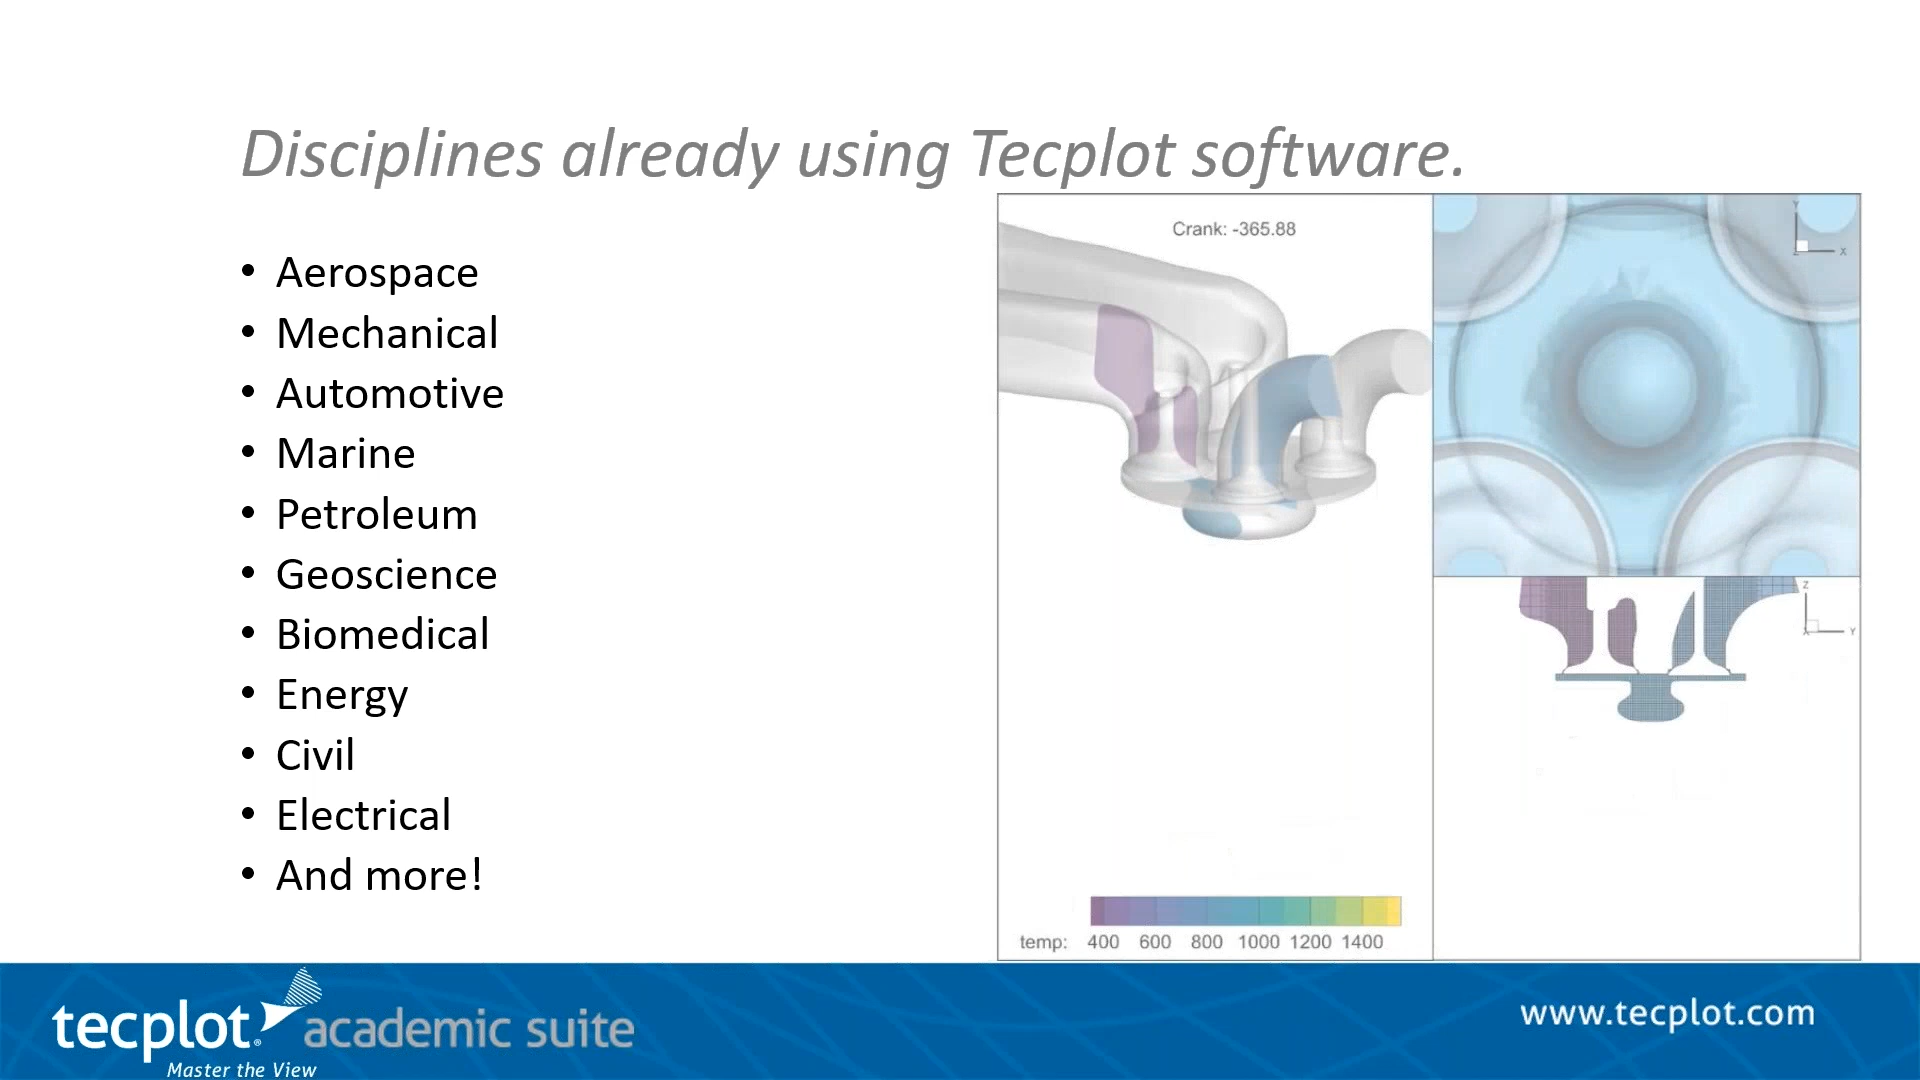 Disciplines already using Tecplot software.
• Aerospace
• Mechanical
• Automotive
• Marine
• Petroleum
• Geoscience
• Biomedical
• Energy
• Civil
• Electrical
• And more!
Crank: -365.88
Y
Z X
Z
X Y
temp: 400 600 800 1000 1200 1400
tecplot® academic suite
Master the View
www.tecplot.com